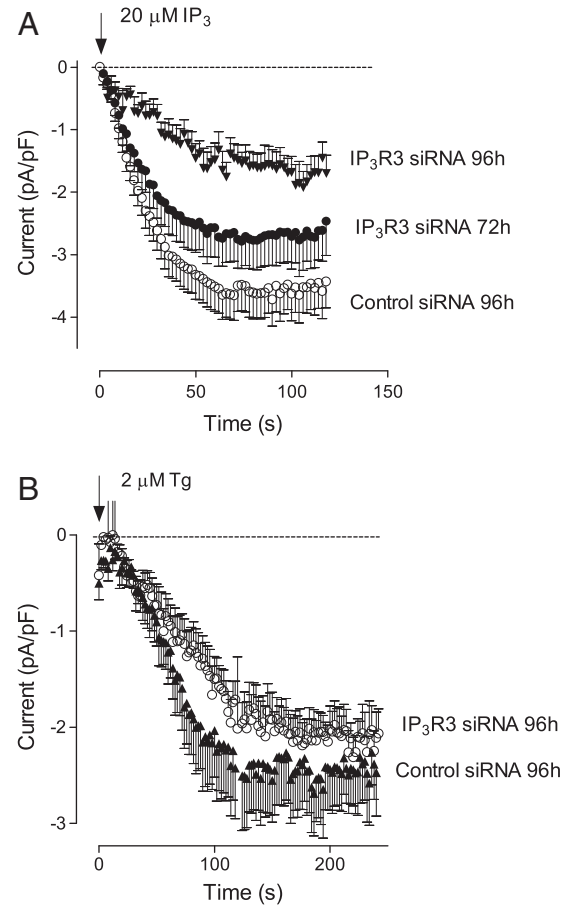 A
20 μM IP3
0
-1
-2
-3
-4
Current (pA/pF)
IP3R3 siRNA 96h
IP3R3 siRNA 72h
Control siRNA 96h
0 50 100 150
Time (s)
B
2 μM Tg
0
-1
-2
-3
Current (pA/pF)
IP3R3 siRNA 96h
Control siRNA 96h
0 100 200
Time (s)